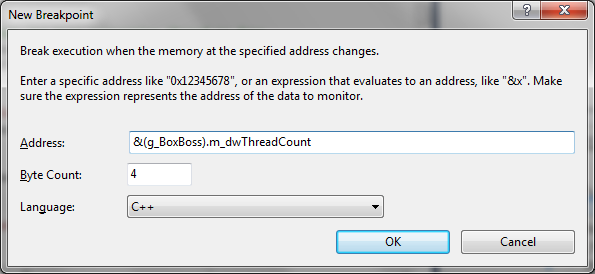 New Breakpoint
Break execution when the memory at the specified address changes.
Enter a specific address like "0x12345678", or an expression that evaluates to an address, like "&x". Make
sure the expression represents the address of the data to monitor.
Address: &(g_BoxBoss).m_dwThreadCount
Byte Count: 4
Language: C++
OK Cancel